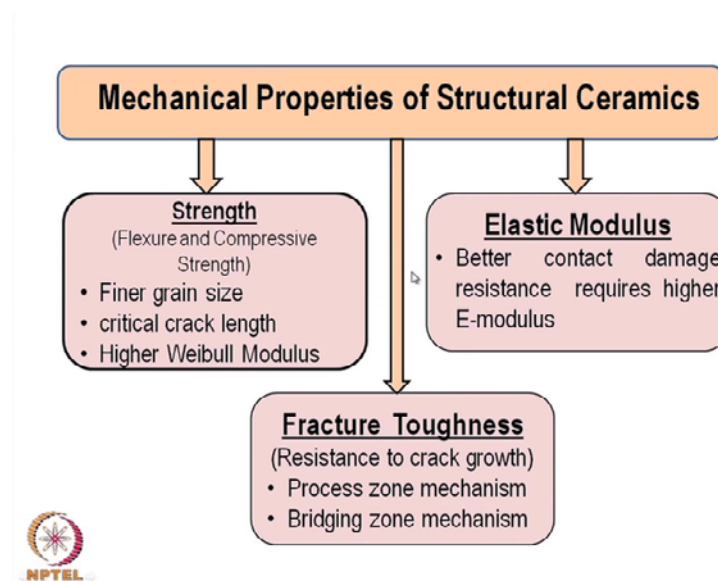 Mechanical Properties of Structural Ceramics
Strength
(Flexure and Compressive
Strength)
• Finer grain size
• critical crack length
• Higher Weibull Modulus
Elastic Modulus
• Better contact damage
resistance requires higher
E-modulus
Fracture Toughness
(Resistance to crack growth)
• Process zone mechanism
• Bridging zone mechanism
NPTEL